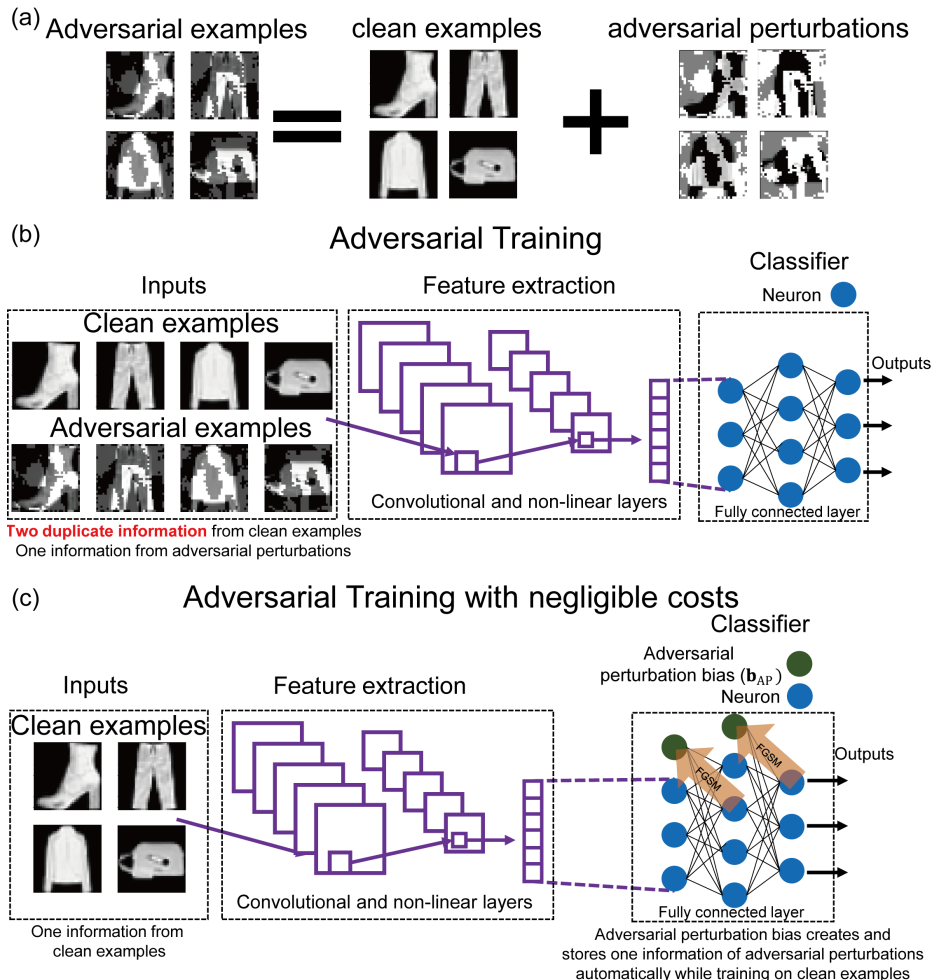 (a)
Adversarial examples
clean examples
adversarial perturbations
(b)
Adversarial Training
Inputs
Feature extraction
Classifier
Neuron
Clean examples
Adversarial examples
Convolutional and non-linear layers
Outputs
Fully connected layer
Two duplicate information from clean examples
One information from adversarial perturbations
(c)
Adversarial Training with negligible costs
Classifier
Adversarial
perturbation bias (b_AP)
Neuron
Inputs
Feature extraction
Clean examples
Convolutional and non-linear layers
FGSM
FGSM
Outputs
Fully connected layer
One information from
clean examples
Adversarial perturbation bias creates and
stores one information of adversarial perturbations
automatically while training on clean examples